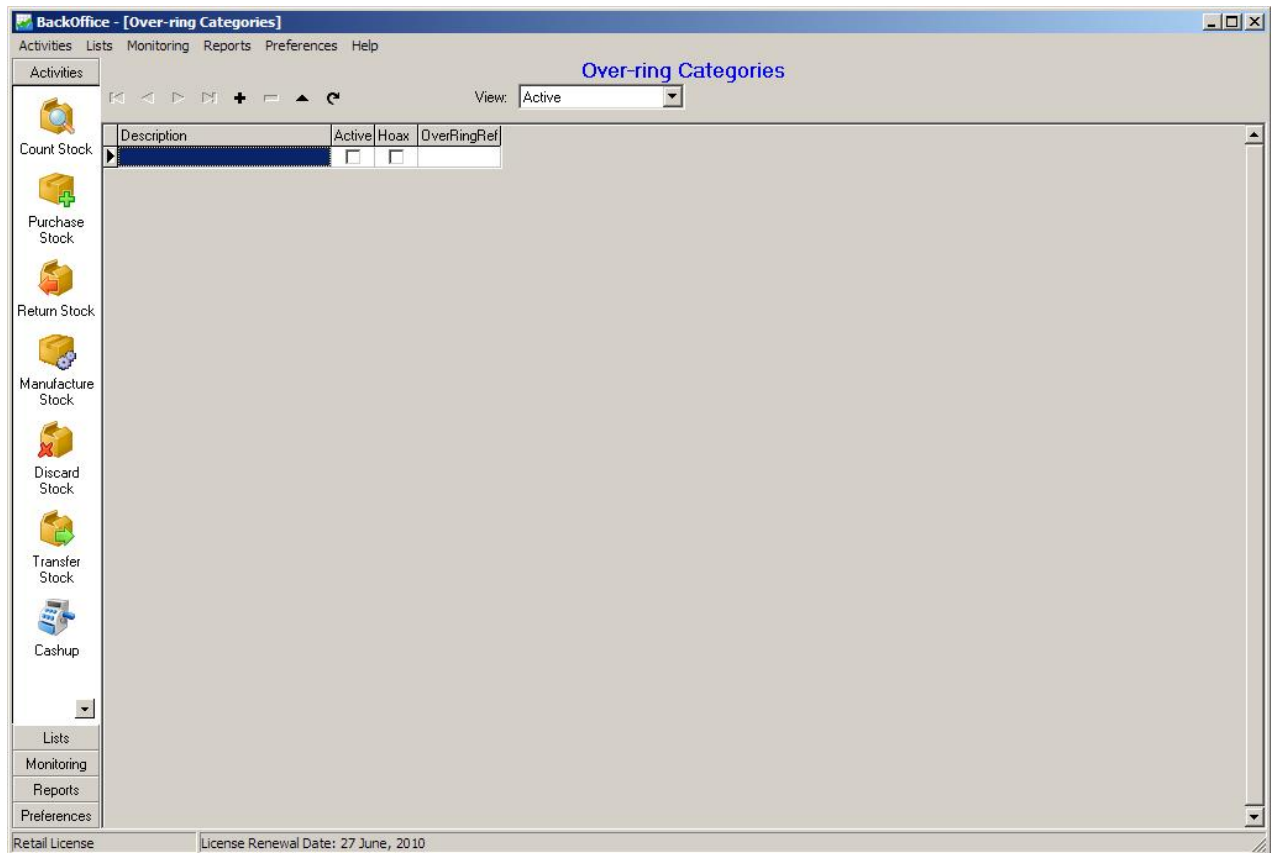 BackOffice - [Over-ring Categories]
Activities Lists Monitoring Reports Preferences Help
Activities
Over-ring Categories
View: Active
Description Active Hoax OverRingRef
Count Stock
Purchase
Stock
Return Stock
Manufacture
Stock
Discard
Stock
Transfer
Stock
Cashup
Lists
Monitoring
Reports
Preferences
Retail License License Renewal Date: 27 June, 2010